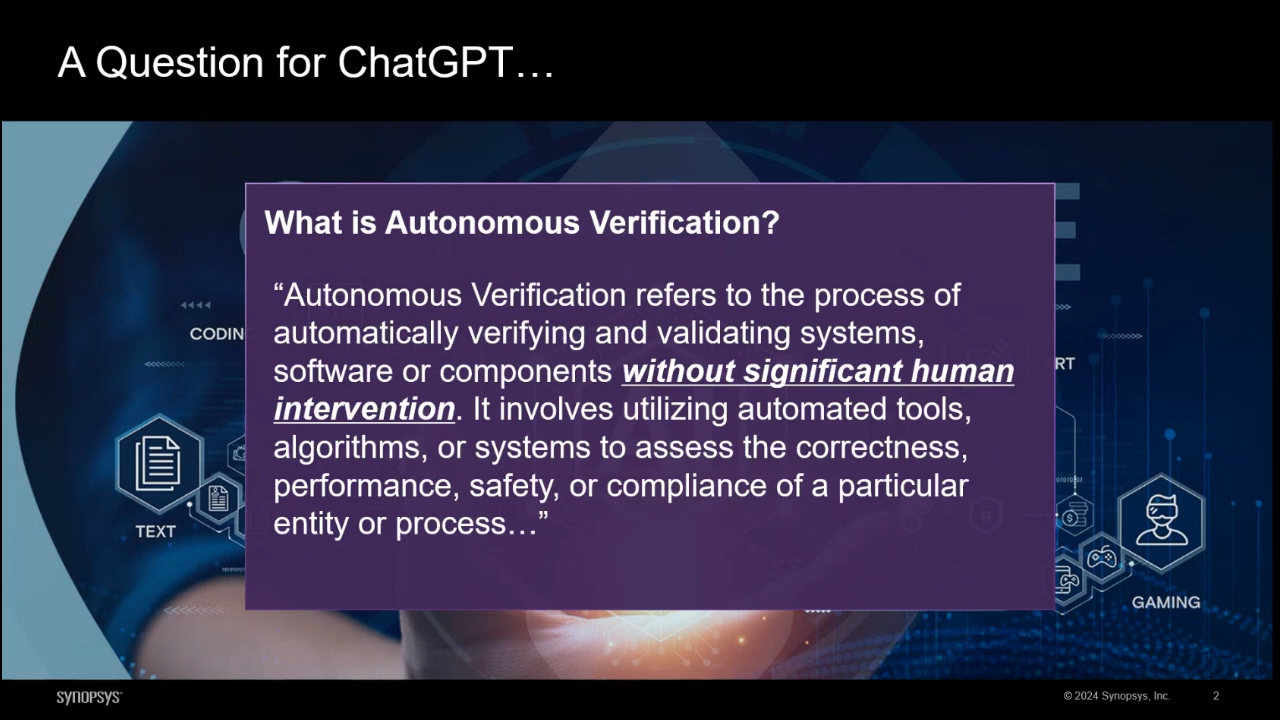 A Question for ChatGPT…
What is Autonomous Verification?
“Autonomous Verification refers to the process of
automatically verifying and validating systems,
software or components without significant human
intervention. It involves utilizing automated tools,
algorithms, or systems to assess the correctness,
performance, safety, or compliance of a particular
entity or process…”
CODIN
RT
TEXT
GAMING
SYNOPSYS
© 2024 Synopsys, Inc.
2